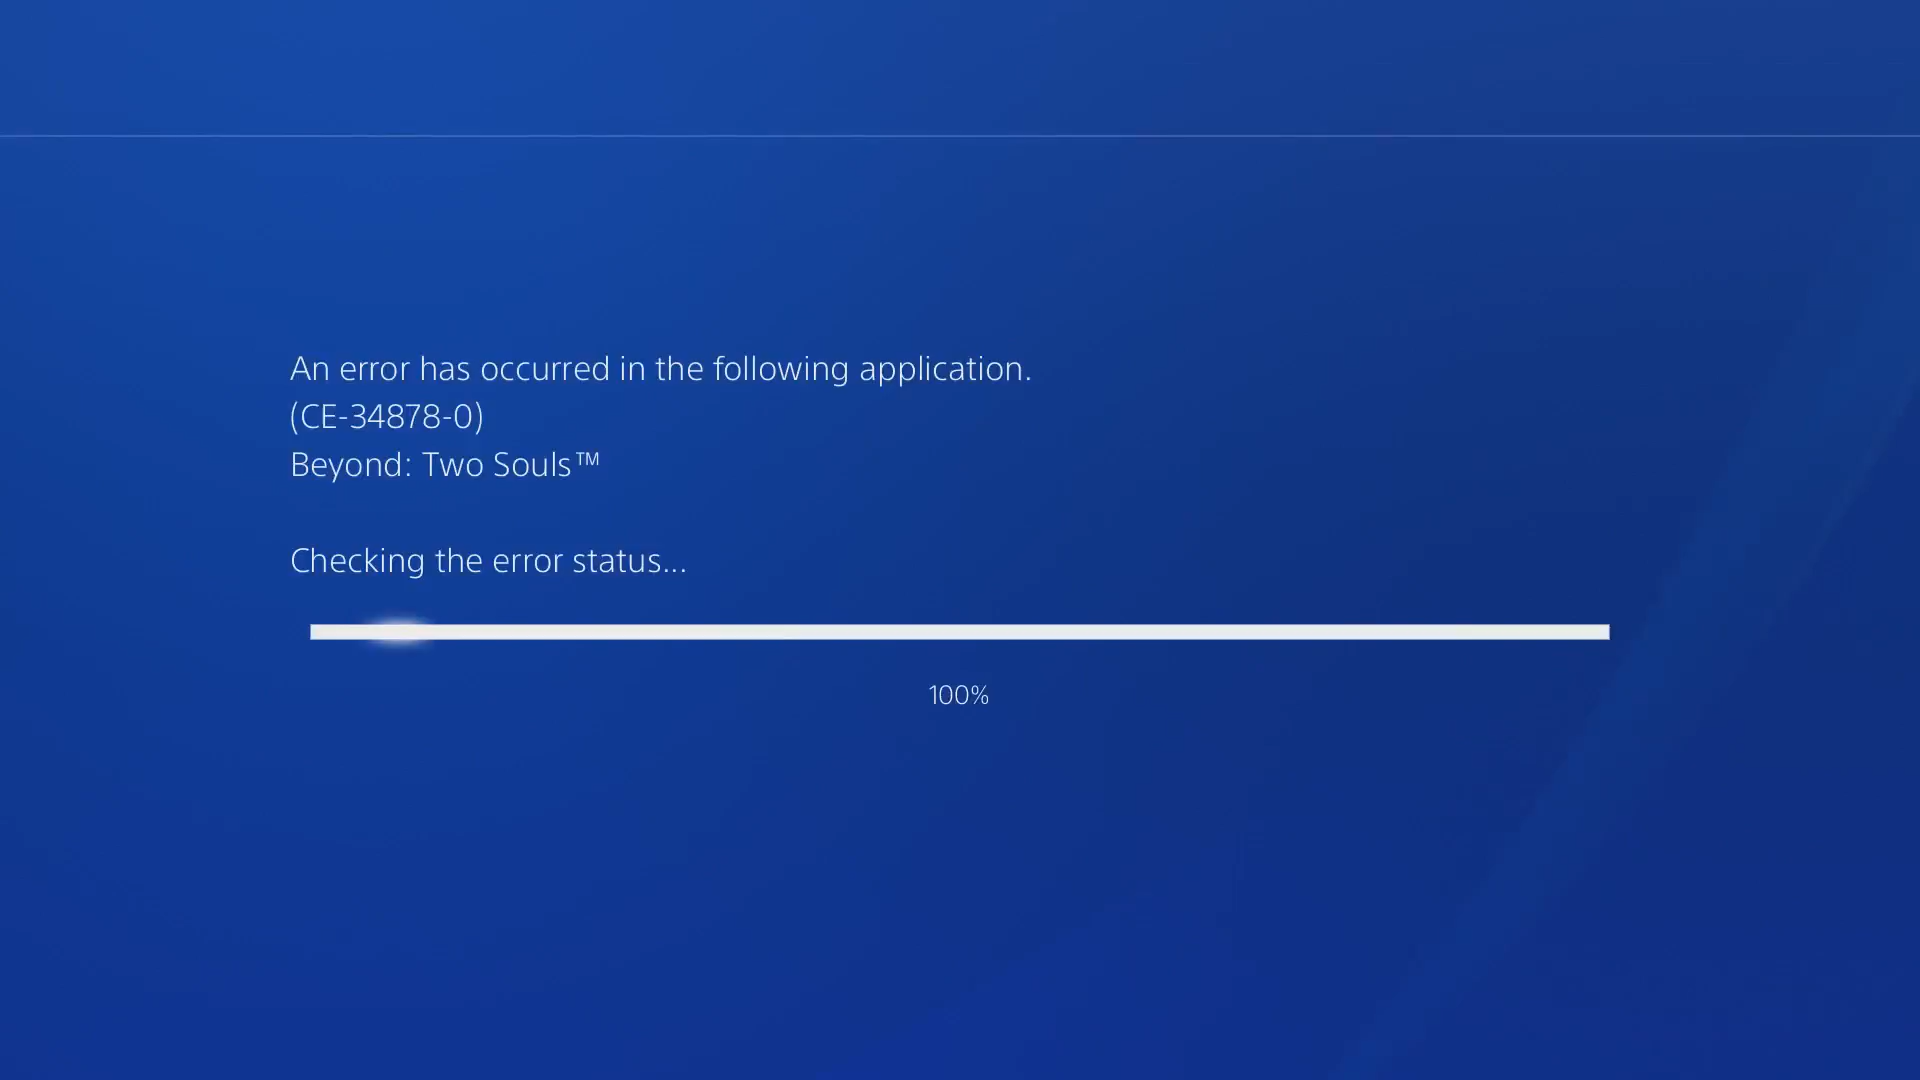 An error has occurred in the following application.
(CE-34878-0)
Beyond: Two Souls™
Checking the error status...
100%